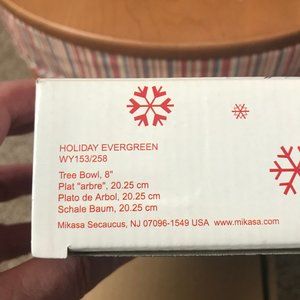 HOLIDAY EVERGREEN
WY153/258
Tree Bowl, 8"
Plat "arbre", 20.25 cm
Plato de Arbol, 20.25 cm
Schale Baum, 20.25 cm
Mikasa Secaucus, NJ 07096-1549 USA www.mikasa.com